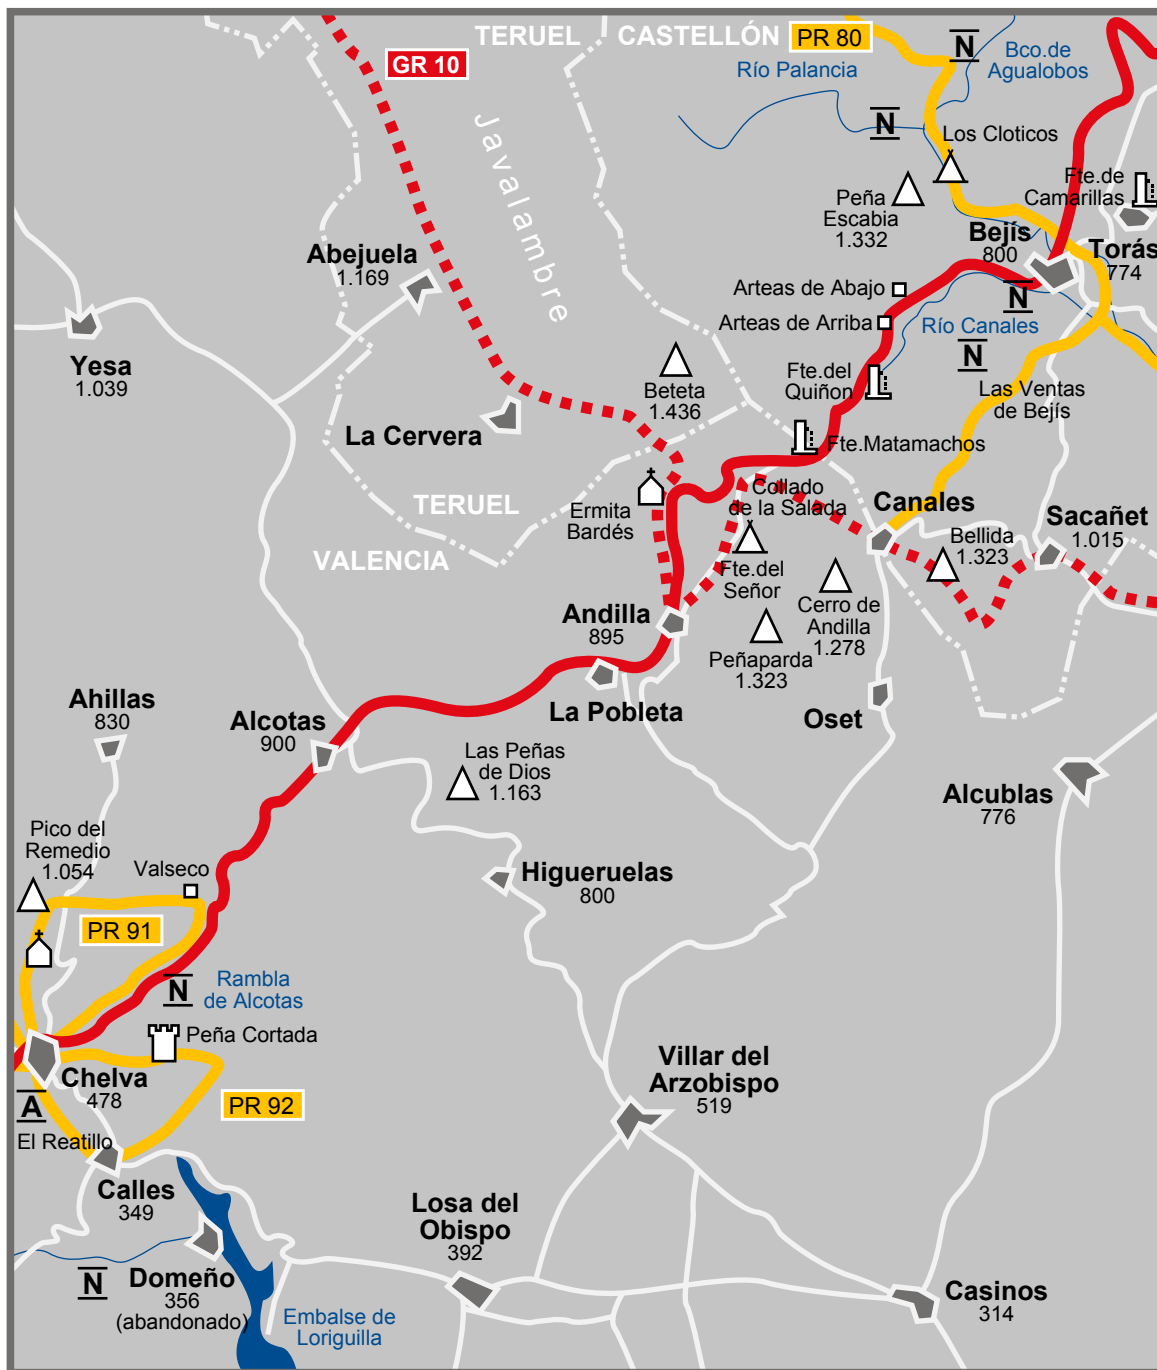 TERUEL
CASTELLÓN
PR 80
GR 10
Río Palancia
N
Bco.de
Agualobos
N
Los Cloticos
Javalambre
Peña
Escabia
1.332
Fte.de
Camarillas
Bejís
800
Torás
774
Abejuela
1.169
Arteas de Abajo
N
Arteas de Arriba
Río Canales
N
Yesa
1.039
Beteta
1.436
Fte.del
Quiñon
Las Ventas
de Bejís
La Cervera
Fte.Matamachos
TERUEL
Ermita
Bardés
Collado
de la Salada
Canales
Sacañet
1.015
Bellida
1.323
VALENCIA
Fte.del
Señor
Andilla
895
Cerro de
Andilla
1.278
Peñaparda
1.323
Ahillas
830
Alcotas
900
La Pobleta
Oset
Las Peñas
de Dios
1.163
Alcublas
776
Pico del
Remedio
1.054
Valseco
Higueruelas
800
PR 91
N
Rambla
de Alcotas
Peña Cortada
Chelva
478
Villar del
Arzobispo
519
A
PR 92
El Reatillo
Calles
349
Losa del
Obispo
392
N
Domeño
356
(abandonado)
Embalse de
Loriguilla
Casinos
314